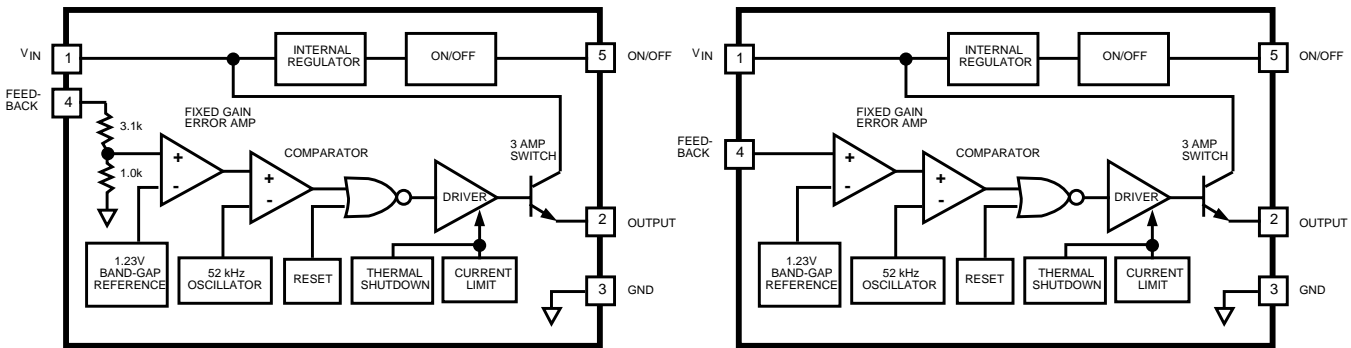 VIN
1
INTERNAL
REGULATOR
ON/OFF
5
ON/OFF
FEED-
BACK
4
3.1k
1.0k
FIXED GAIN
ERROR AMP
+
-
COMPARATOR
+
-
DRIVER
3 AMP
SWITCH
2
OUTPUT
1.23V
BAND-GAP
REFERENCE
52 kHz
OSCILLATOR
RESET
THERMAL
SHUTDOWN
CURRENT
LIMIT
3
GND
VIN
1
INTERNAL
REGULATOR
ON/OFF
5
ON/OFF
FEED-
BACK
4
FIXED GAIN
ERROR AMP
+
-
COMPARATOR
+
-
DRIVER
3 AMP
SWITCH
2
OUTPUT
1.23V
BAND-GAP
REFERENCE
52 kHz
OSCILLATOR
RESET
THERMAL
SHUTDOWN
CURRENT
LIMIT
3
GND